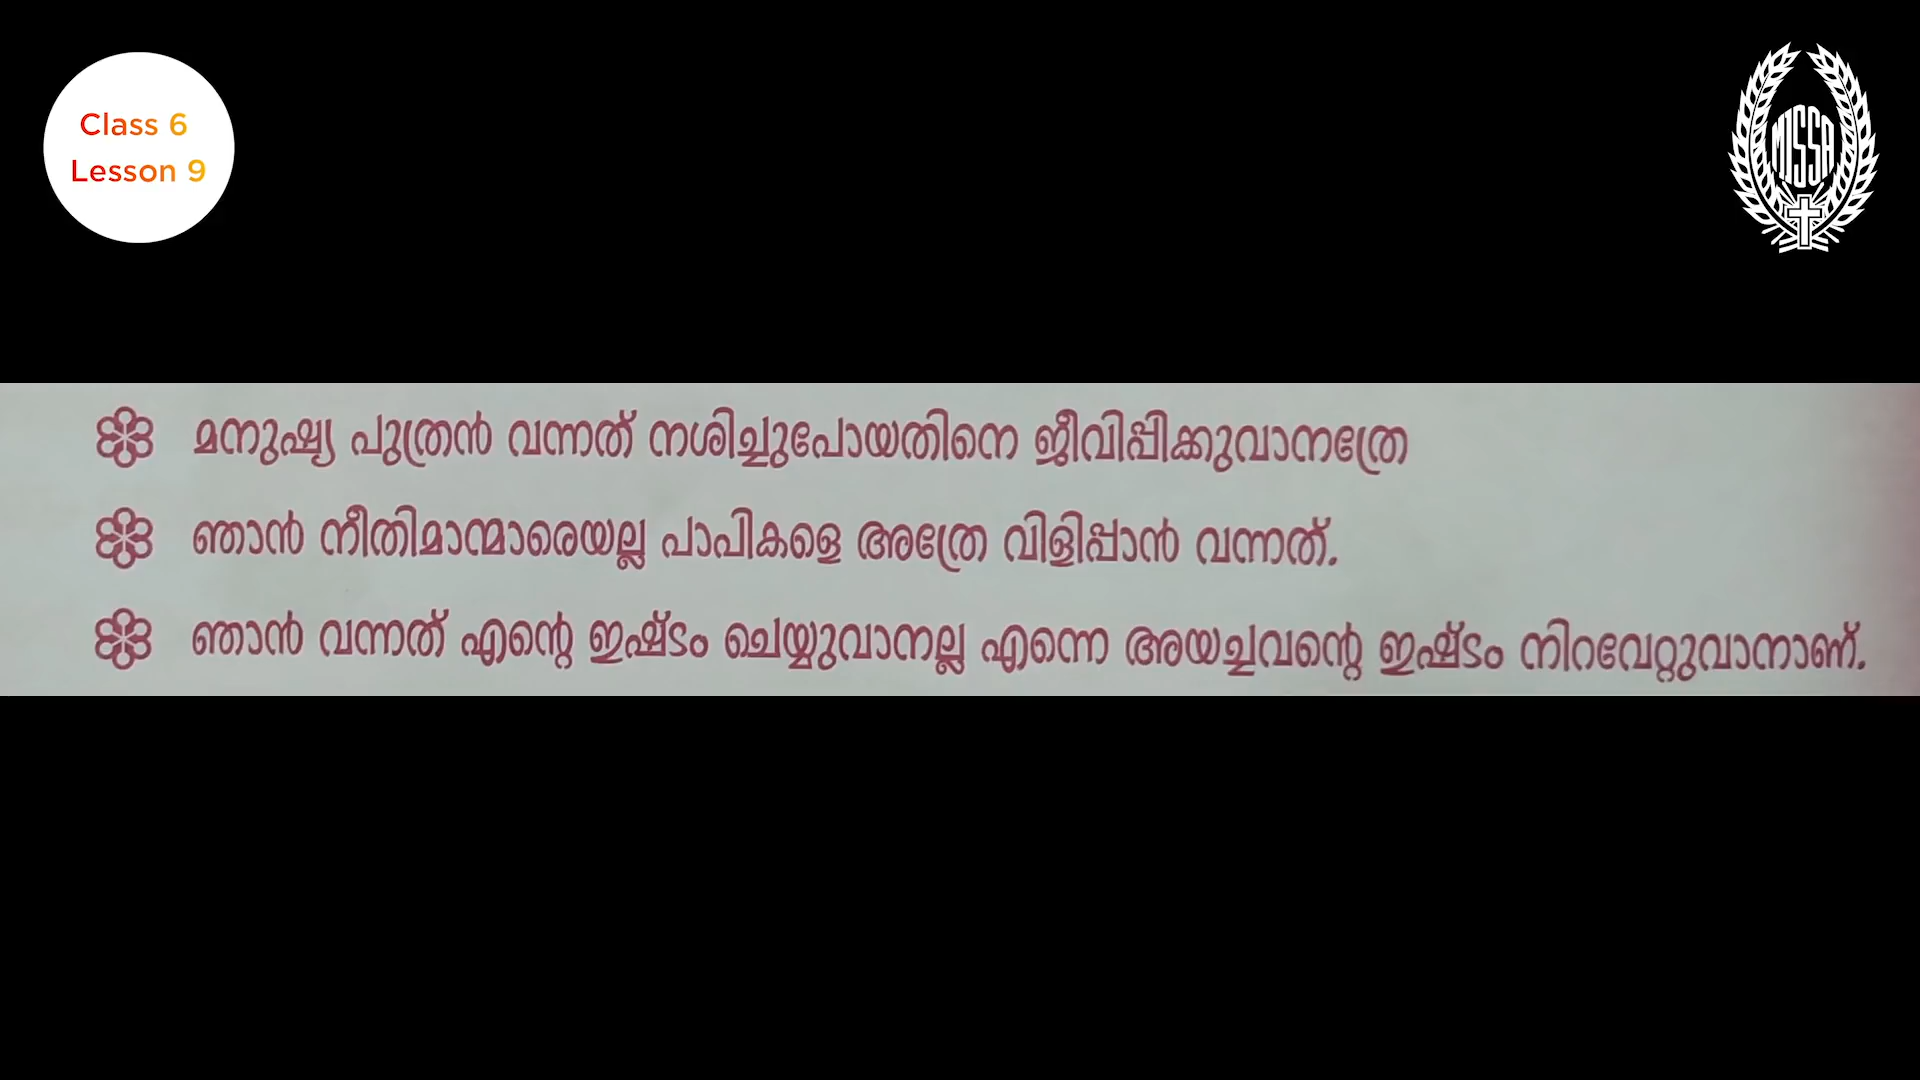 Class 6
Lesson 9
MISSA
മനുഷ്യ പുത്രൻ വന്നത് നശിച്ചുപോയതിനെ ജീവിപ്പിക്കുവാനത്രേ
ഞാൻ നീതിമാന്മാരെയല്ല പാപികളെ അത്രേ വിളിപ്പാൻ വന്നത്.
ഞാൻ വന്നത് എന്റെ ഇഷ്ടം ചെയ്യുവാനല്ല എന്നെ അയച്ചവന്റെ ഇഷ്ടം നിറവേറ്റുവാനാണ്.